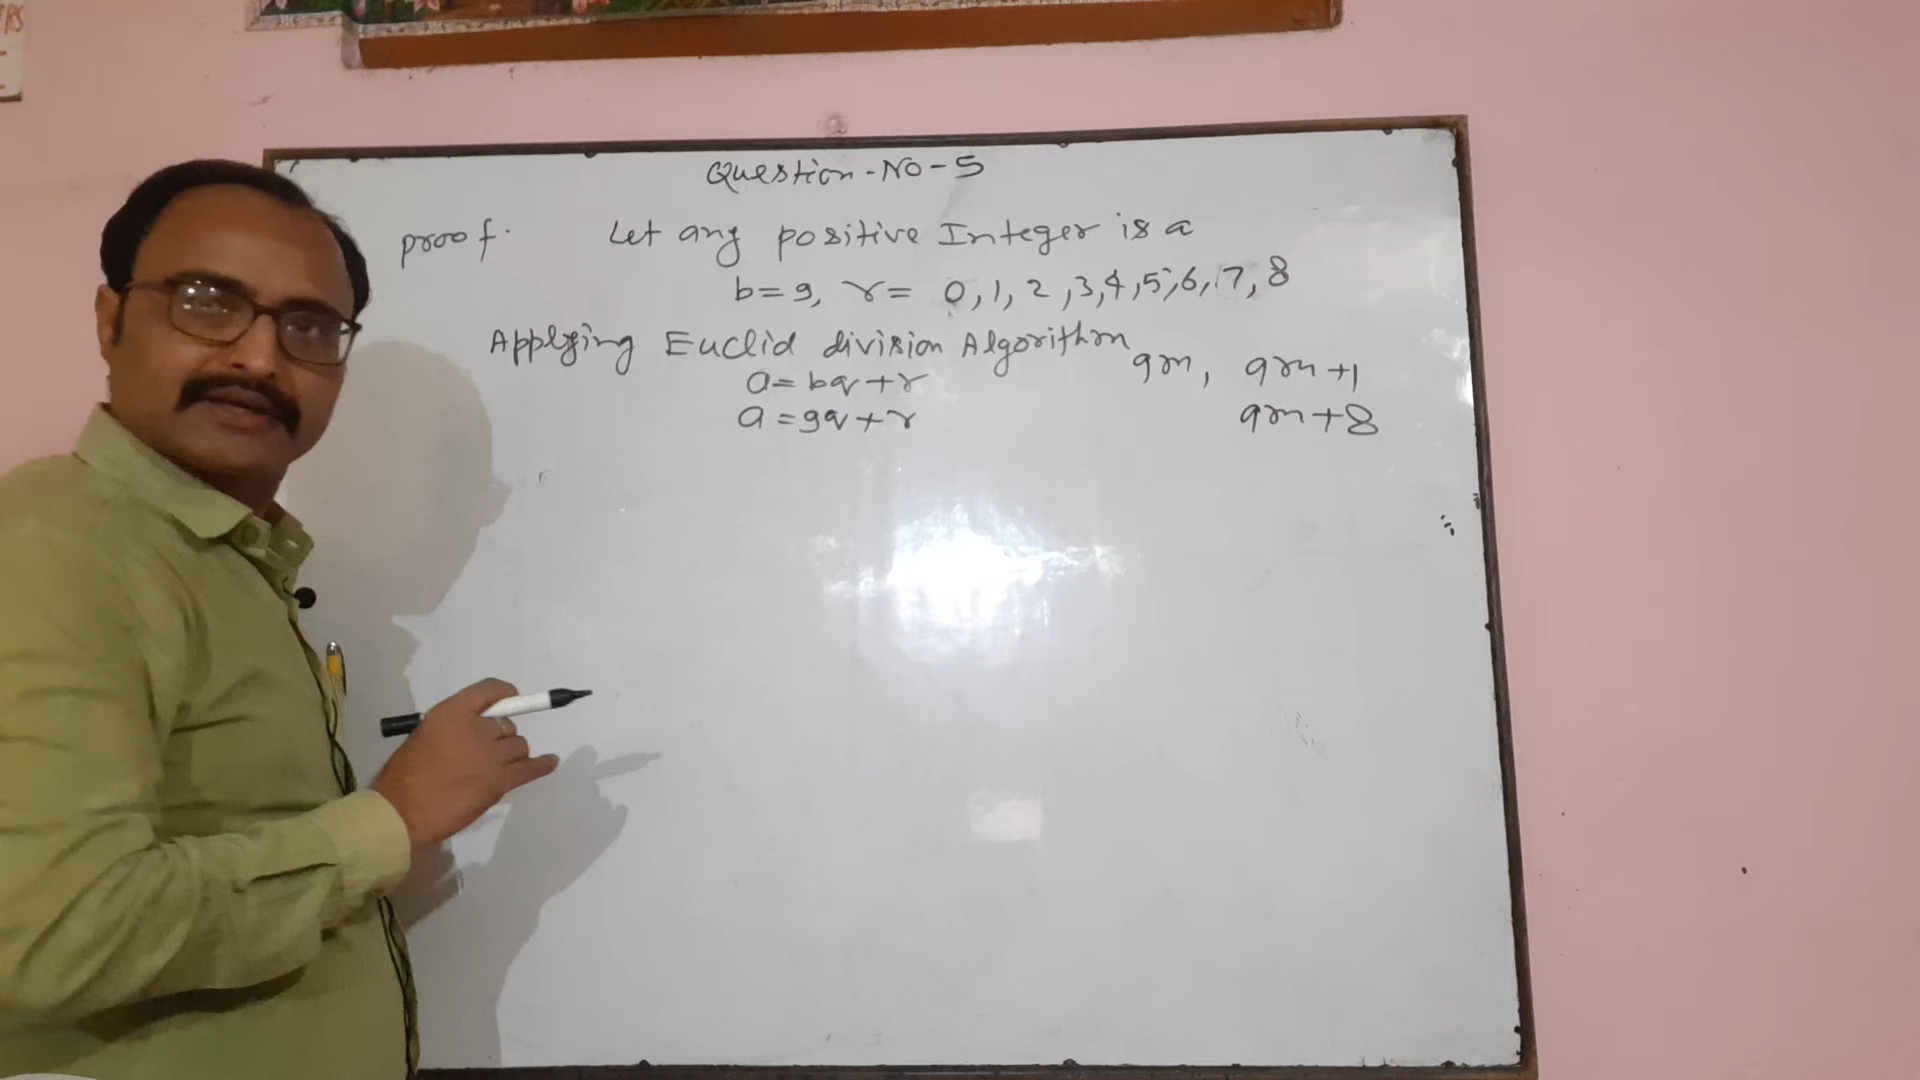 Question-No-5
proof. Let any positive Integer is a
b=9, r= 0,1,2,3,4,5,6,7,8
Applying Euclid division Algorithm
a=bq+r
a=9q+r
9m, 9m+1
9m+8